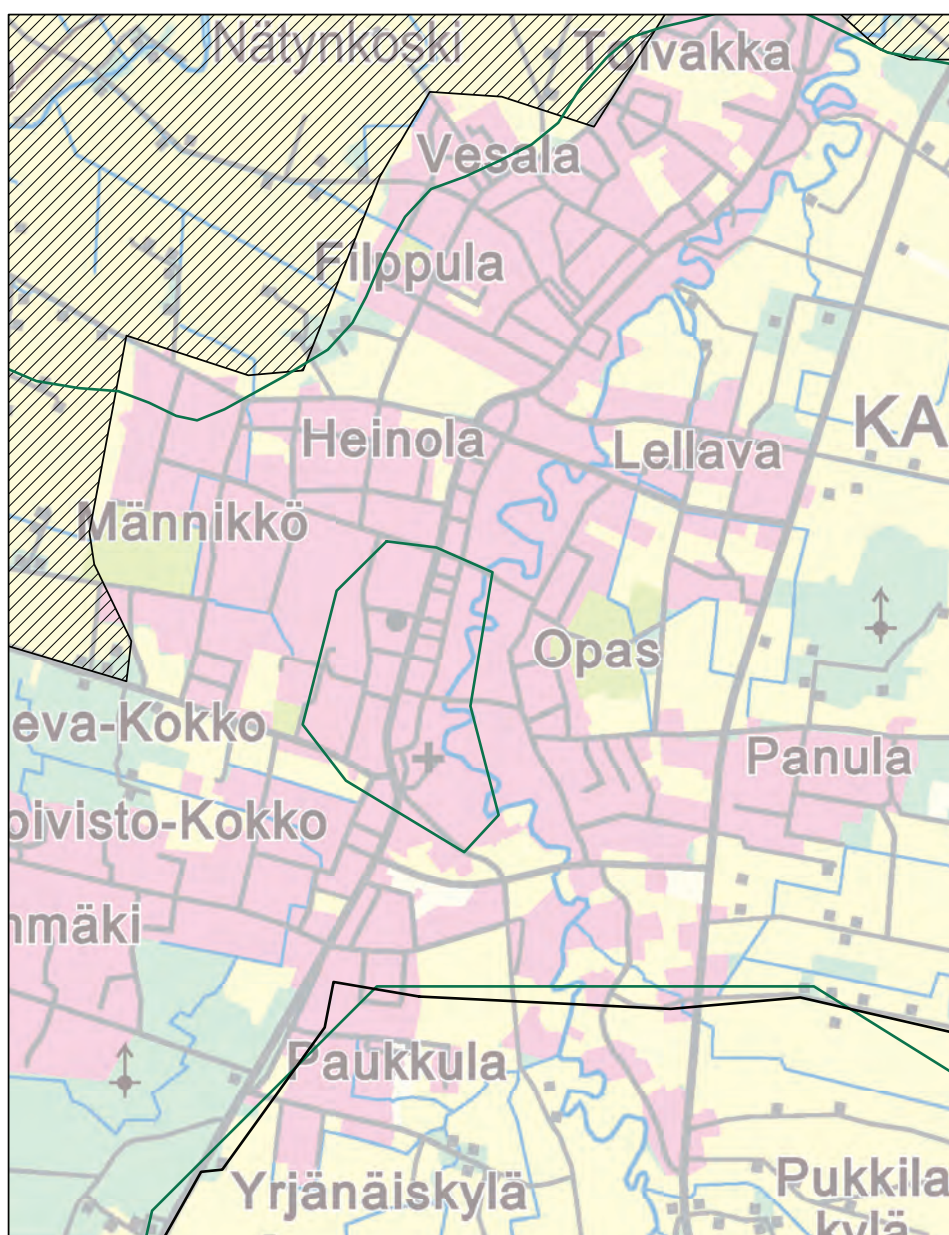 Nätynkoski
Toivakka
Vesala
Filppula
KA
Heinola
Lellava
Männikkö
Opas
eva-Kokko
Panula
oivisto-Kokko
nmäki
Paukkula
Yrjänäiskylä
Pukkila
kylä